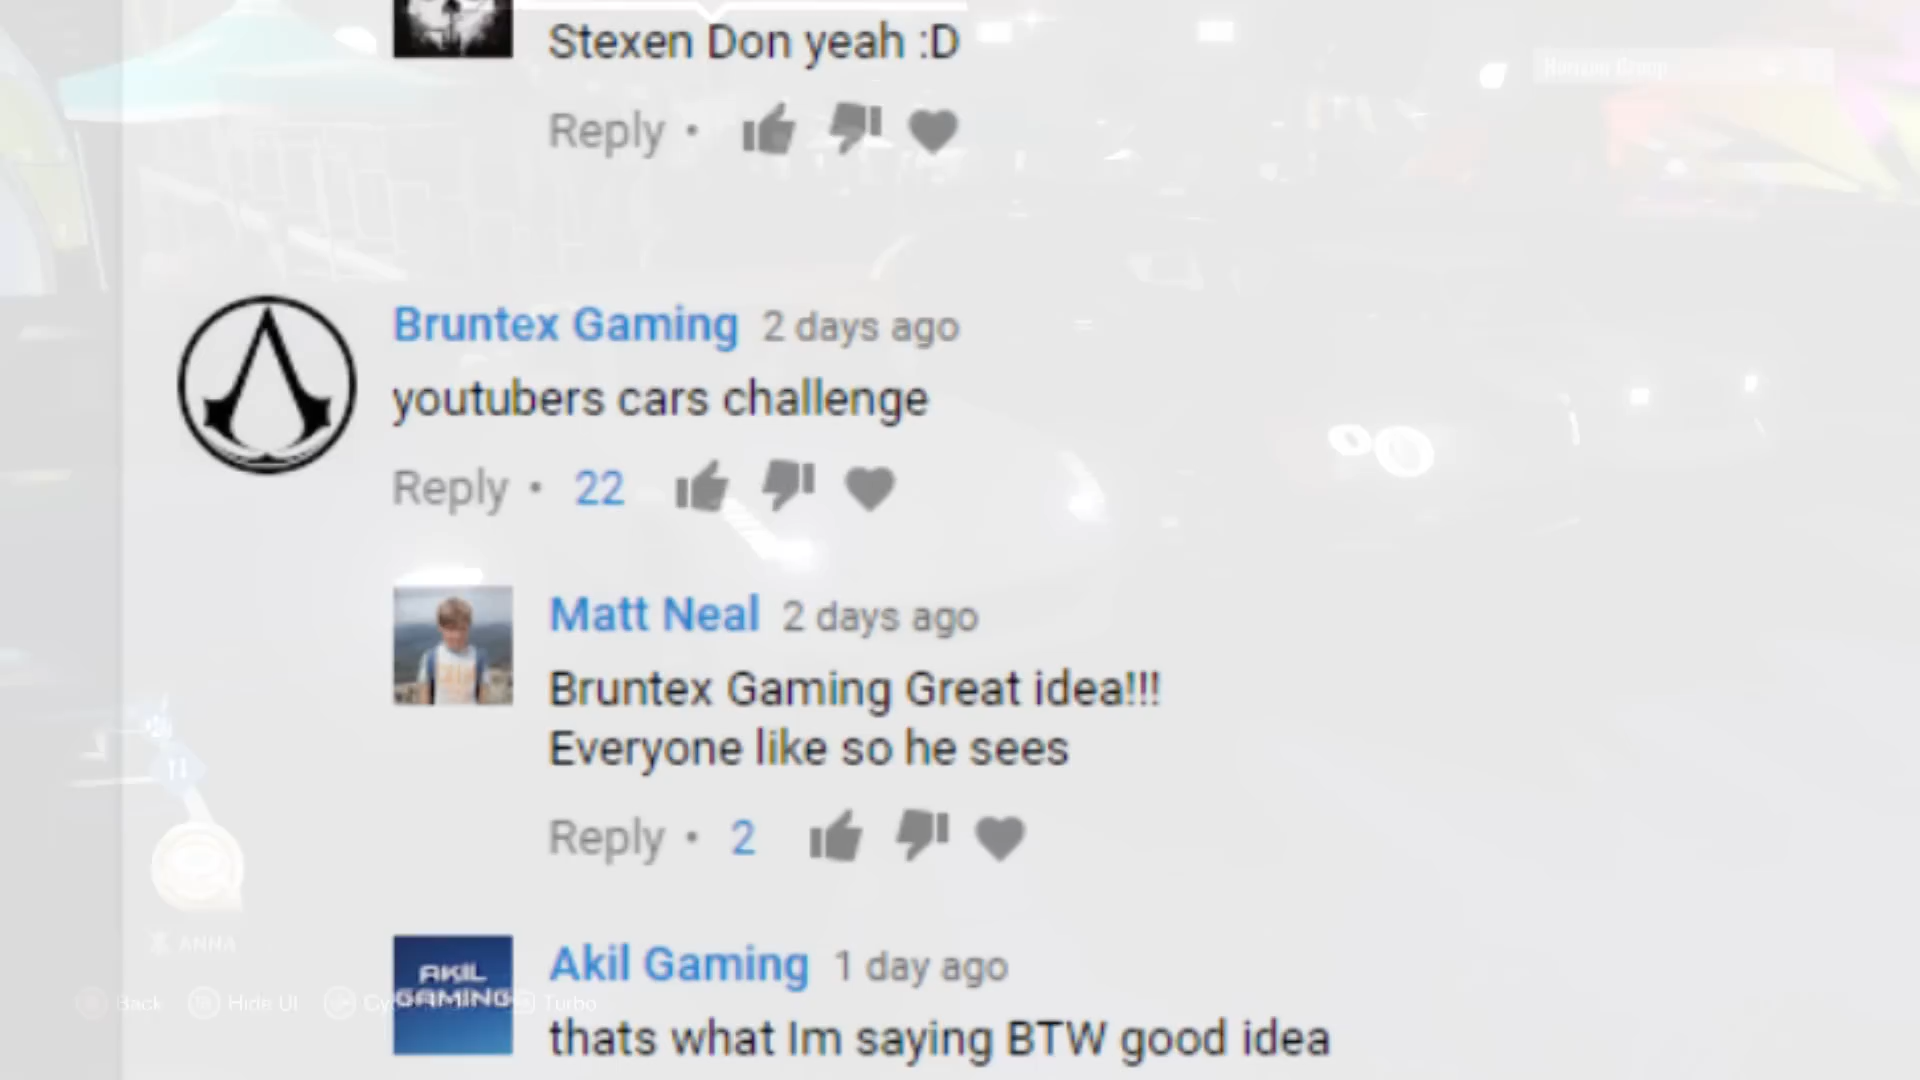 Stexen Don yeah :D
Reply •
Horizon Group
Bruntex Gaming 2 days ago
youtubers cars challenge
Reply • 22
Matt Neal 2 days ago
Bruntex Gaming Great idea!!!
Everyone like so he sees
Reply • 2
ANNA
AKIL
GAMING
Akil Gaming 1 day ago
Back Hide UI Turbo
thats what Im saying BTW good idea